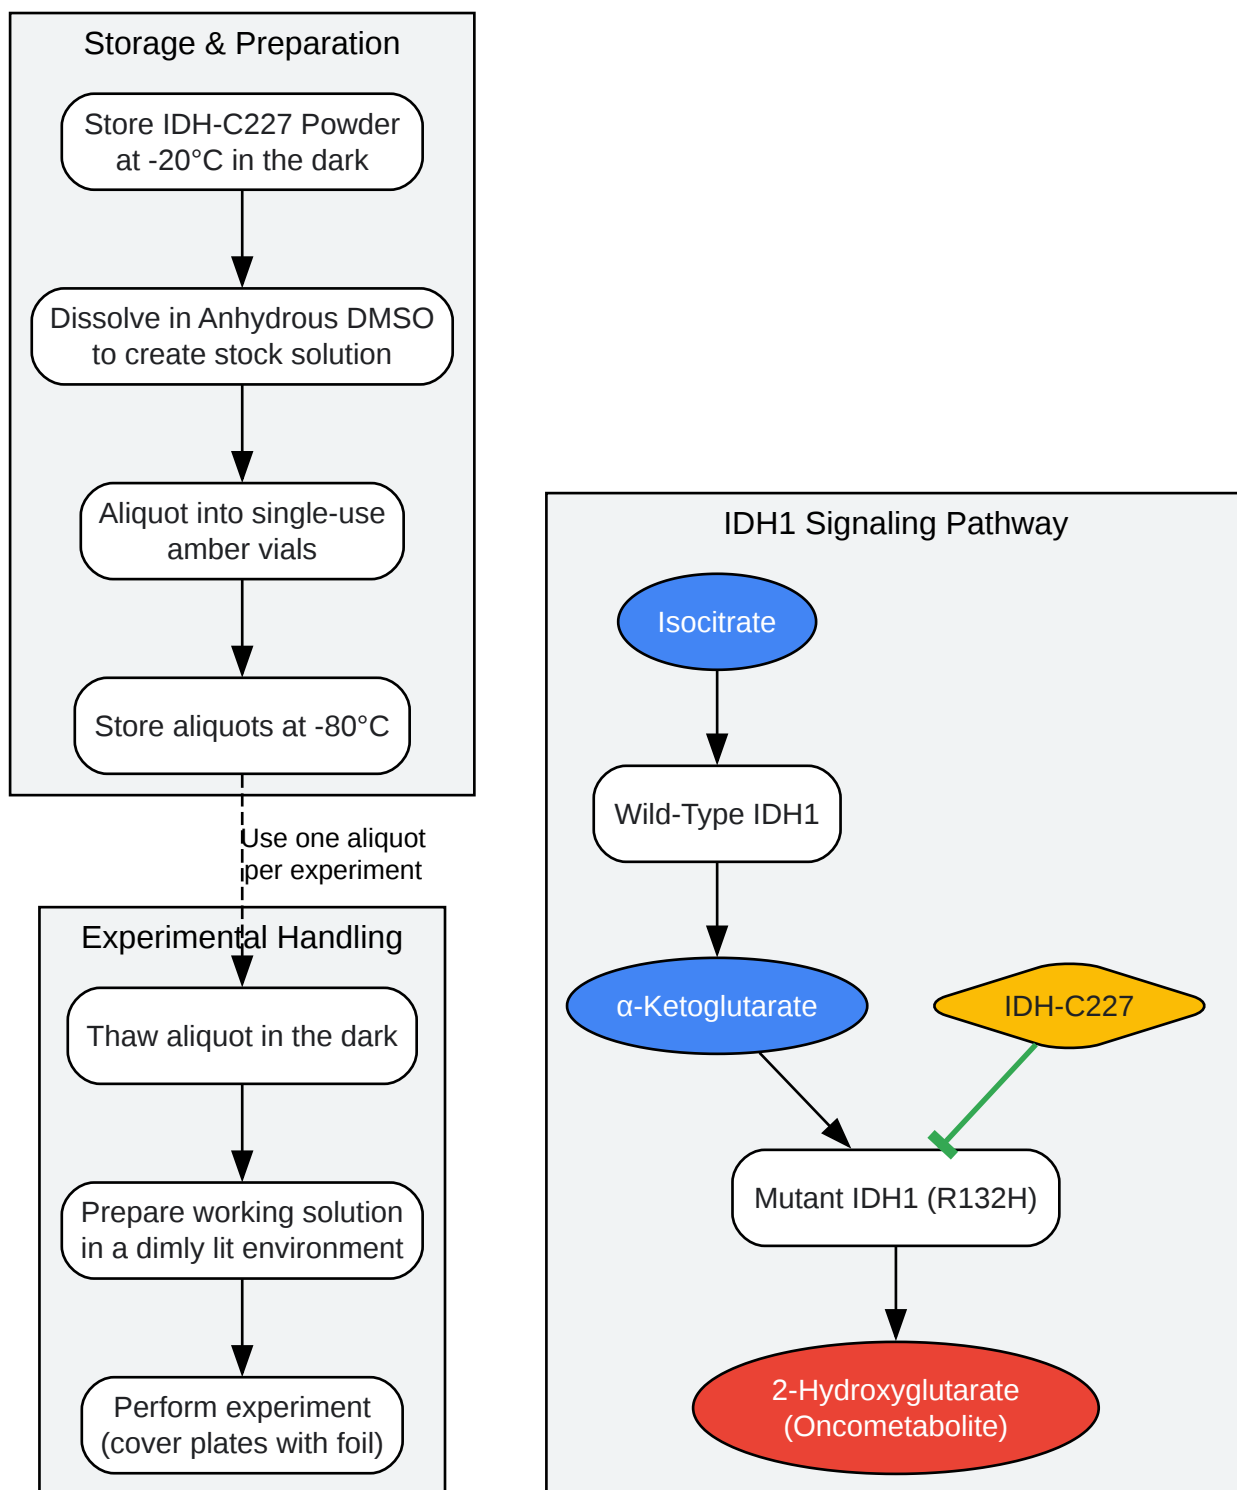 Storage & Preparation
Store IDH-C227 Powder
at -20°C in the dark
Dissolve in Anhydrous DMSO
to create stock solution
Aliquot into single-use
amber vials
Store aliquots at -80°C
Use one aliquot
per experiment
Experimental Handling
Thaw aliquot in the dark
Prepare working solution
in a dimly lit environment
Perform experiment
(cover plates with foil)
IDH1 Signaling Pathway
Isocitrate
Wild-Type IDH1
α-Ketoglutarate
IDH-C227
Mutant IDH1 (R132H)
2-Hydroxyglutarate
(Oncometabolite)